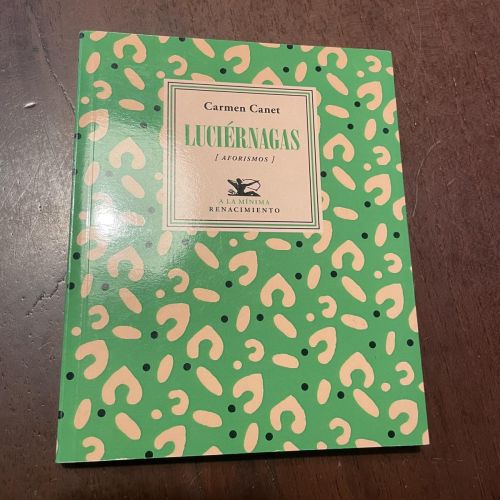 Carmen Canet
LUCIÉRNAGAS
[ AFORISMOS ]
A LA MÍNIMA
RENACIMIENTO